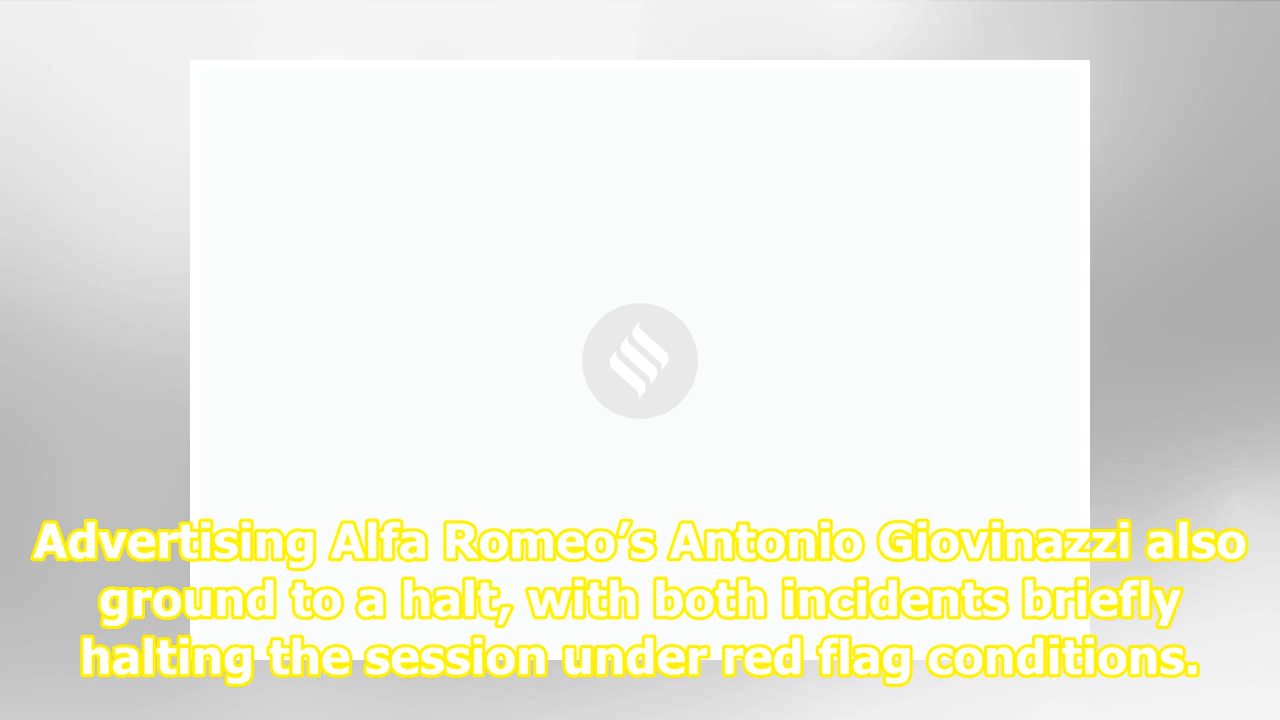 Advertising Alfa Romeo’s Antonio Giovinazzi also
ground to a halt, with both incidents briefly
halting the session under red flag conditions.